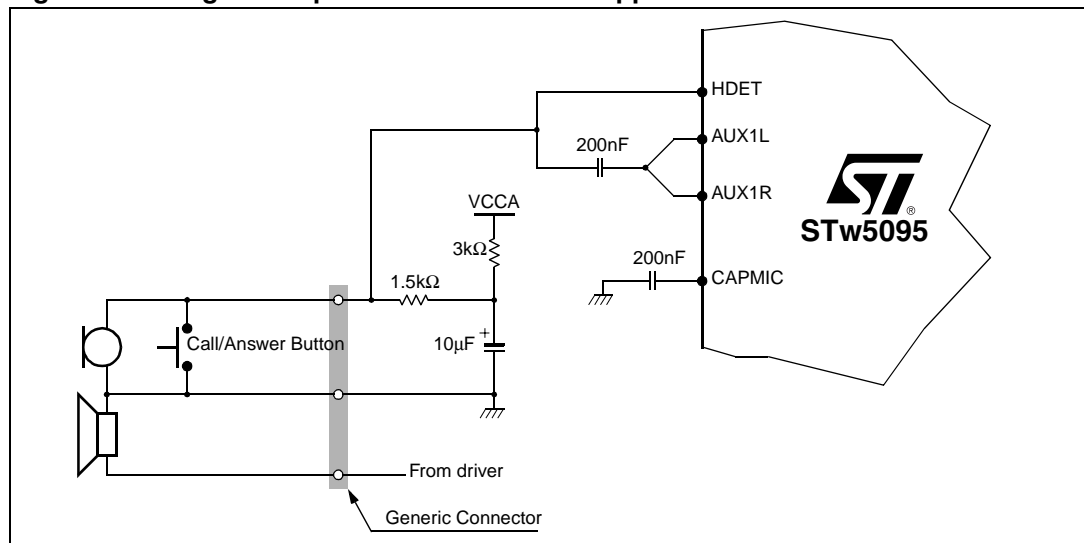 HDET
200nF
AUX1L
AUX1R
VCCA
ST®
STw5095
3kΩ
200nF
CAPMIC
1.5kΩ
Call/Answer Button
10µF
+
From driver
Generic Connector